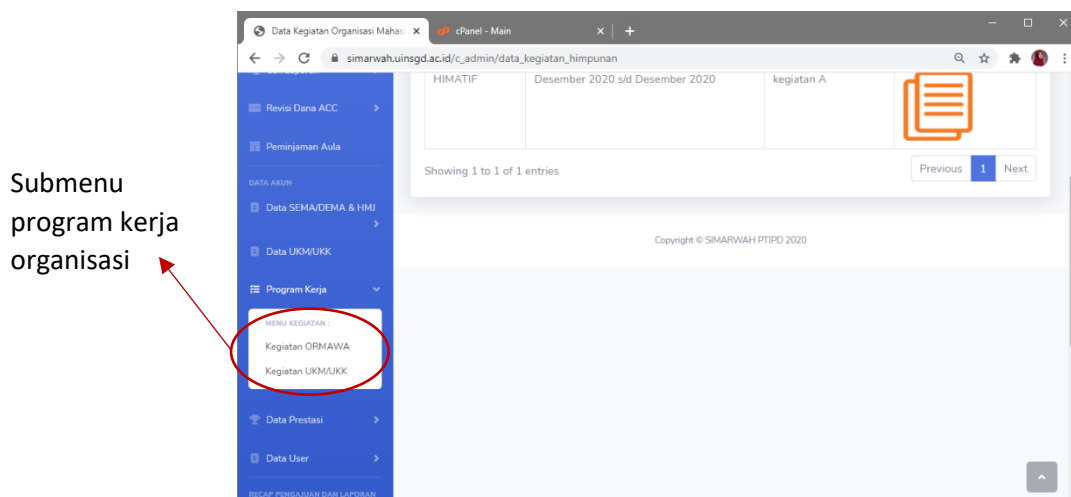 Data Kegiatan Organisasi Mahas
cPanel - Main
simarwah.uinsgd.ac.id/c_admin/data_kegiatan_himpunan
HIMATIF
Desember 2020 s/d Desember 2020
kegiatan A
Revisi Dana ACC
Peminjaman Aula
Showing 1 to 1 of 1 entries
Previous 1 Next
Submenu
program kerja
organisasi
DATA AKUN
Data SEMA/DEMA & HMJ
Data UKM/UKK
Program Kerja
MENU KEGIATAN :
Kegiatan ORMAWA
Kegiatan UKM/UKK
Data Prestasi
Data User
RECAP PENGAJUAN DAN LAPORAN
Copyright © SIMARWAH PTIPD 2020